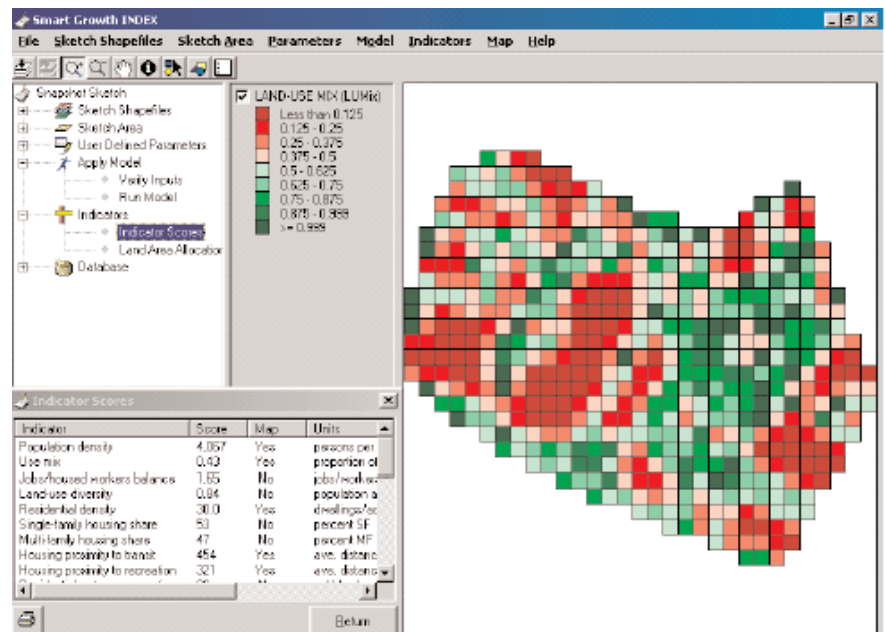 Smart Growth INDEX
File Sketch Shapefiles Sketch Area Parameters Model Indicators Map Help
Snapshot Sketch
Sketch Shapefiles
Sketch Area
User Defined Parameters
Apply Model
Verify Inputs
Run Model
Indicators
Indicator Scores
Land Area Allocation
Database
LAND-USE MIX (LUMix)
Less than 0.125
0.125 - 0.25
0.25 - 0.375
0.375 - 0.5
0.5 - 0.625
0.625 - 0.75
0.75 - 0.875
0.875 - 0.999
>= 0.999
Indicator Scores
Indicator Score Map Units
Population density 4,057 Yes persons per
Use mix 0.43 Yes proportion of
Jobs/housed workers balance 1.65 No jobs/worker
Land-use diversity 0.84 No population a
Residential density 30.0 Yes dwellings/ac
Single-family housing share 53 No percent SF
Multi-family housing share 47 No percent MF
Housing proximity to transit 454 Yes ave. distanc
Housing proximity to recreation 321 Yes ave. distanc
Return